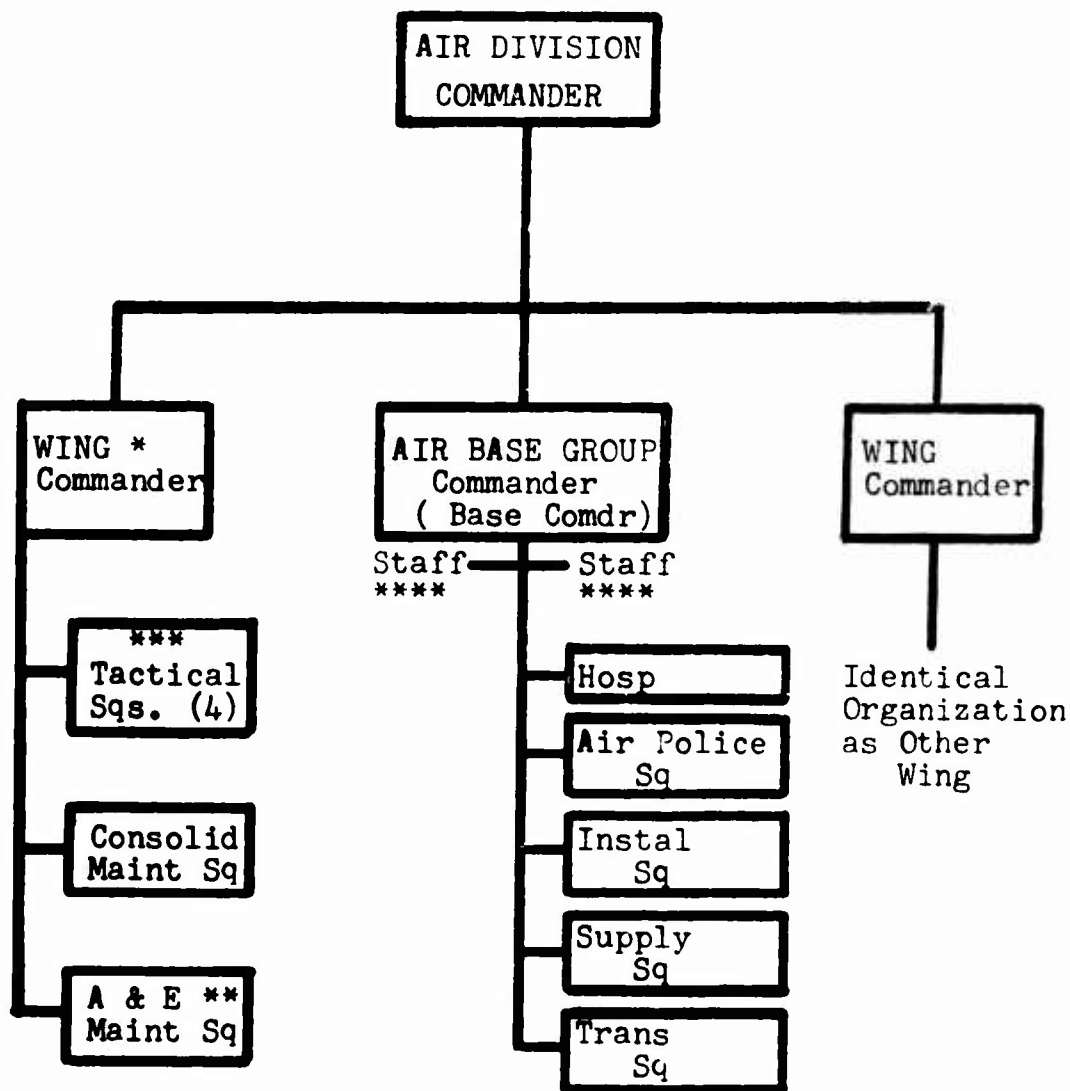 AIR DIVISION
COMMANDER
WING *
Commander
***
Tactical
Sqs. (4)
Consolid
Maint Sq
A & E **
Maint Sq
AIR BASE GROUP
Commander
( Base Comdr)
Staff
****
Staff
****
Hosp
Air Police
Sq
Instal
Sq
Supply
Sq
Trans
Sq
WING
Commander
Identical
Organization
as Other
Wing